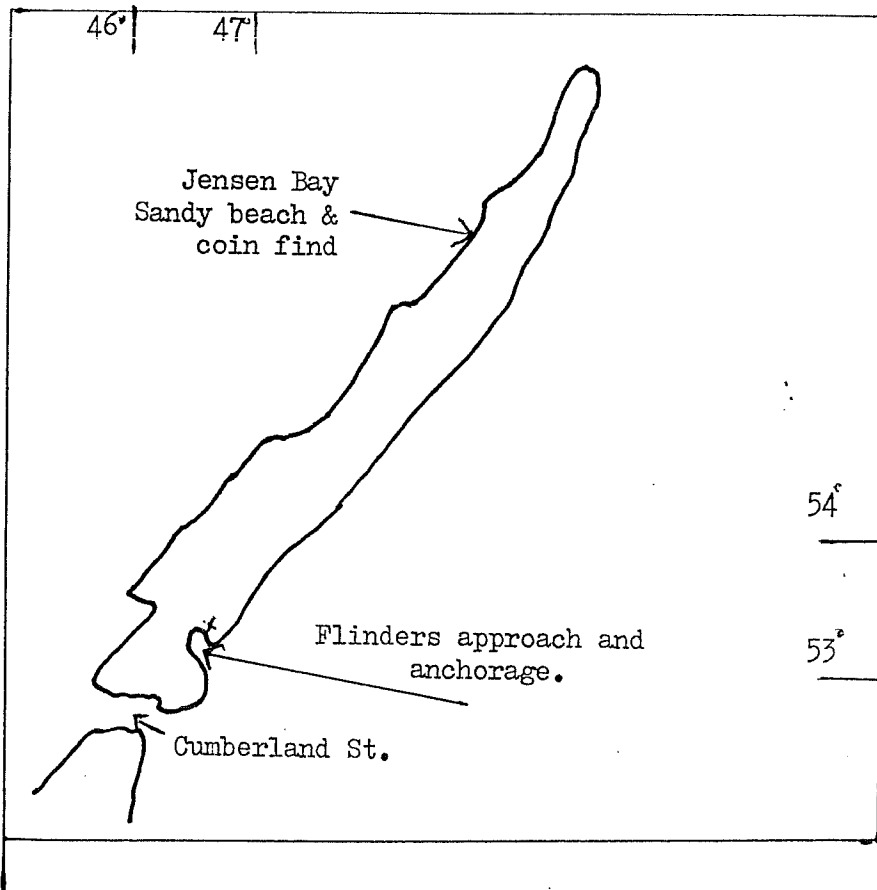 46° 47°
Jensen Bay
Sandy beach &
coin find
54°
Flinders approach and
anchorage.
53°
Cumberland St.